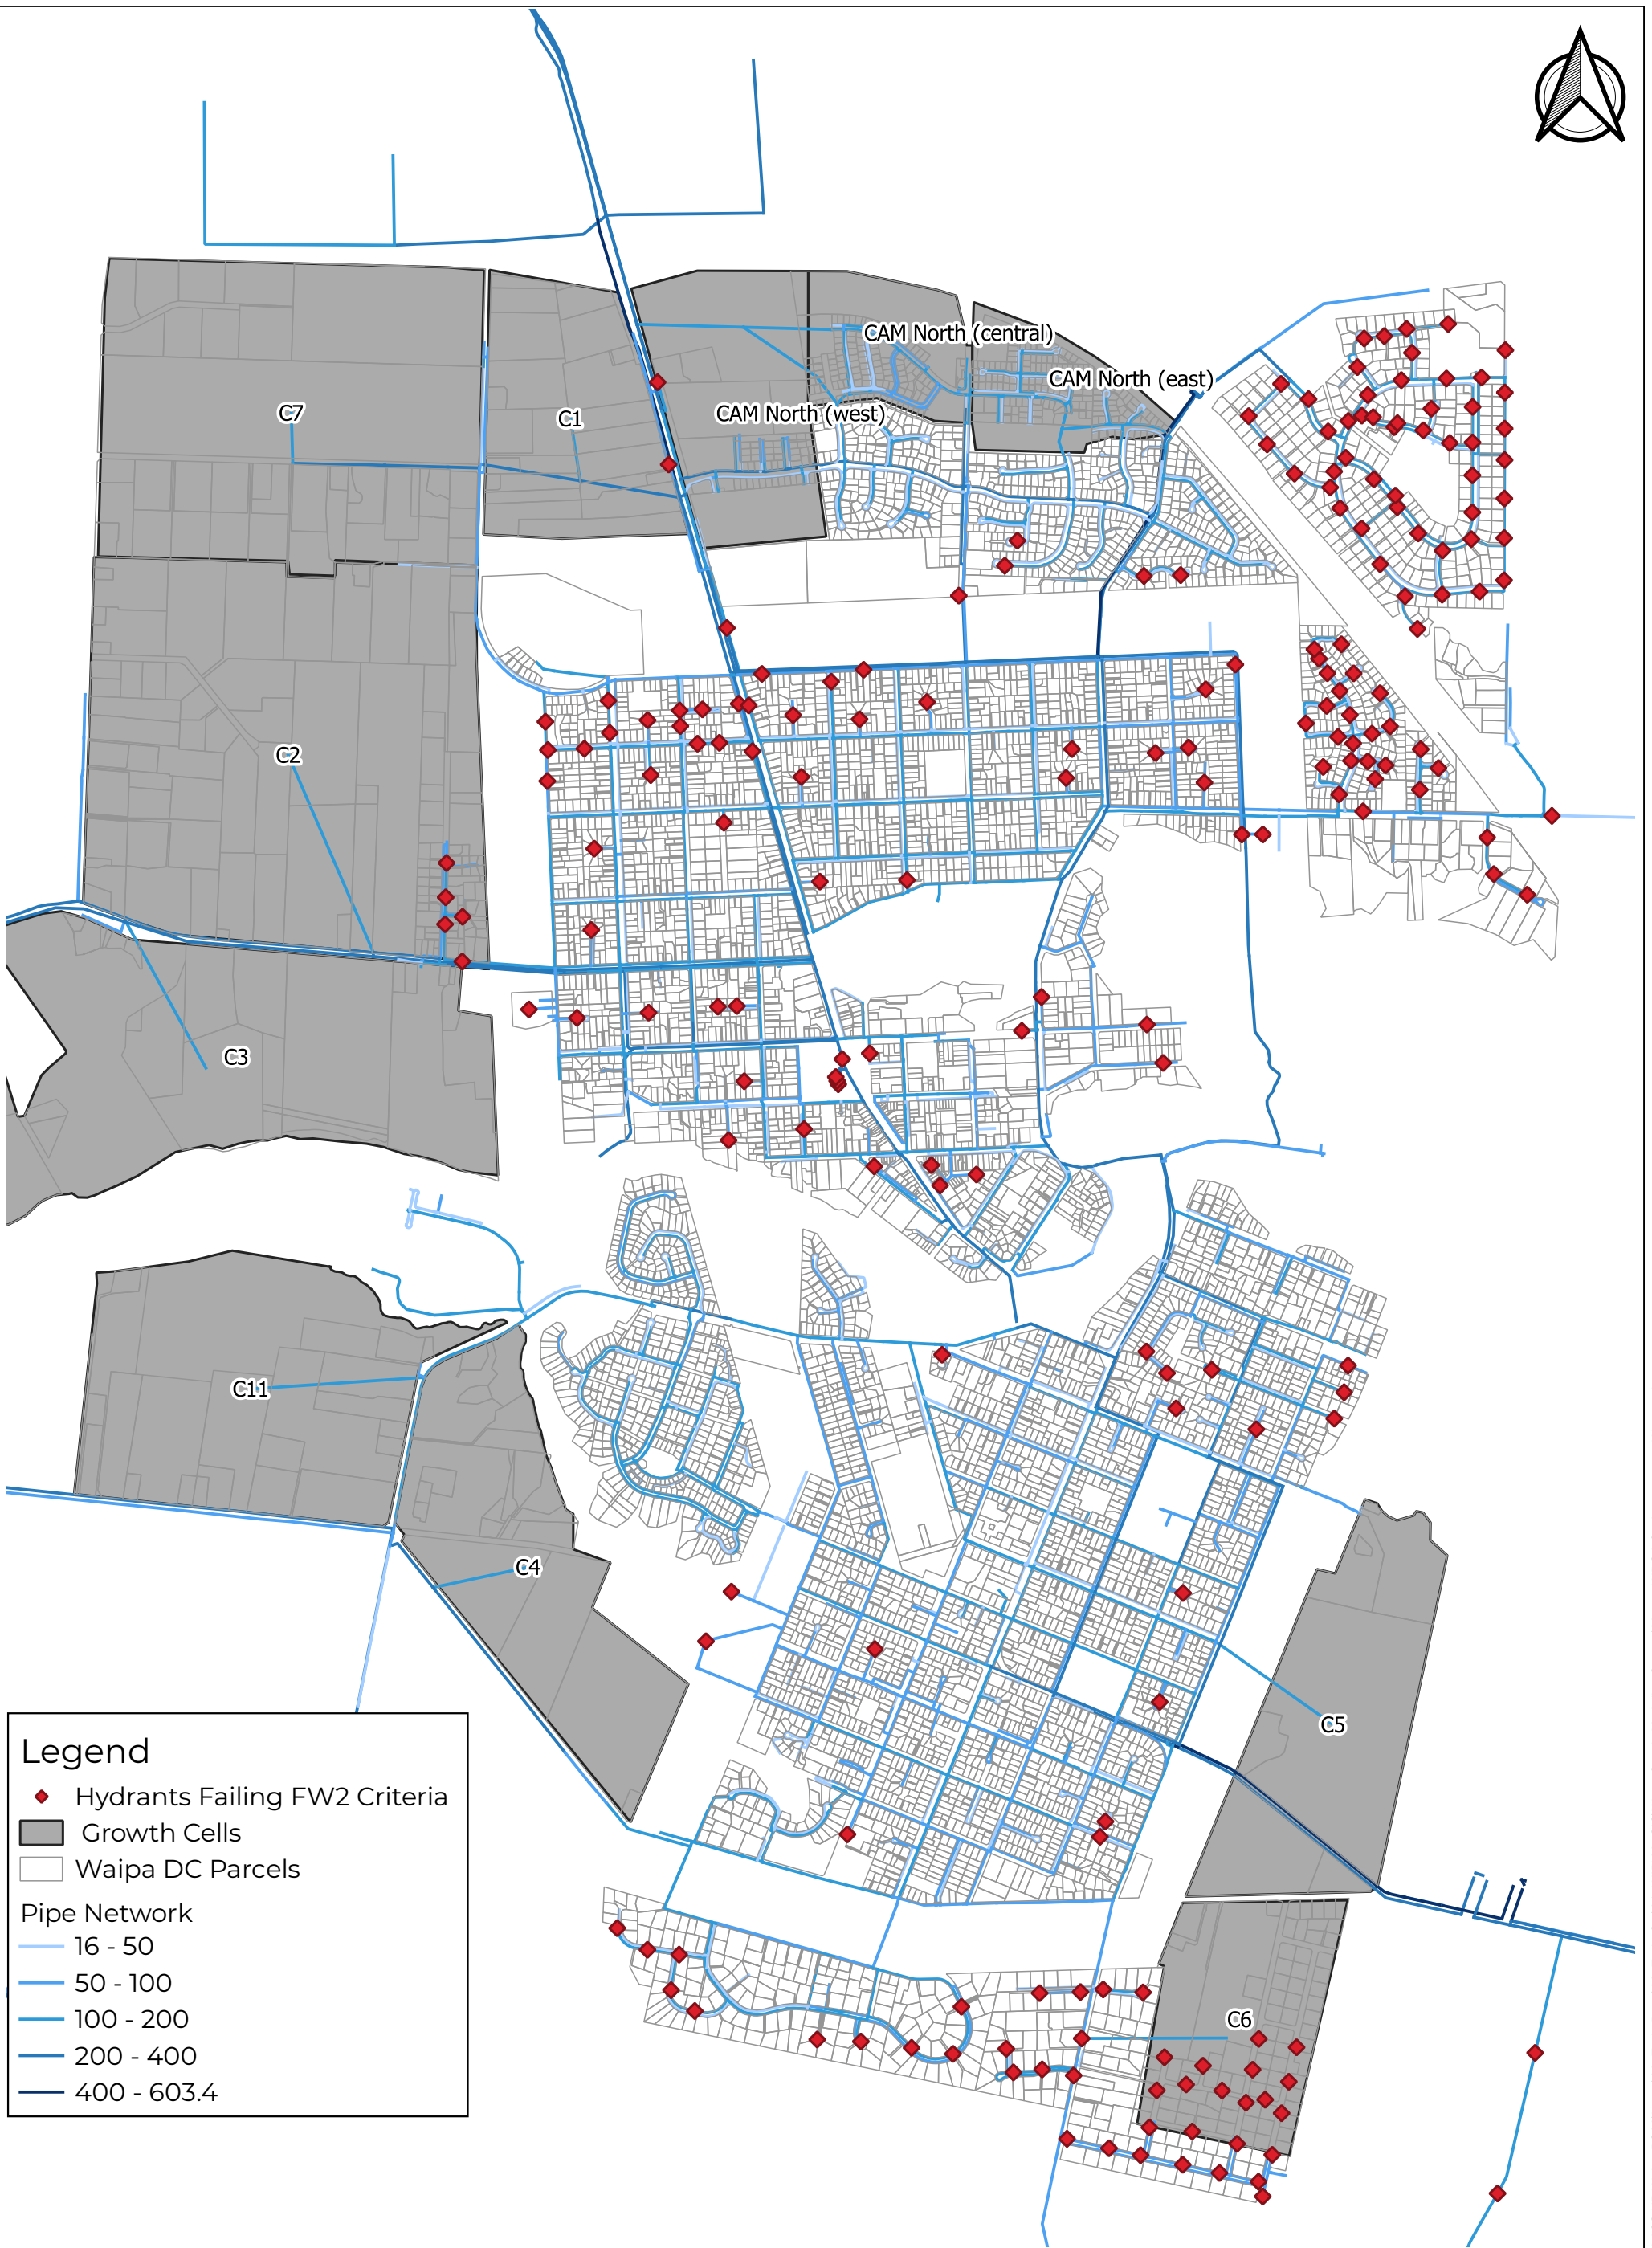 CAM North (central)
CAM North (east)
C7
C1
CAM North (west)
C2
C3
C11
C4
C5
C6
Legend
Hydrants Failing FW2 Criteria
Growth Cells
Waipa DC Parcels
Pipe Network
16 - 50
50 - 100
100 - 200
200 - 400
400 - 603.4